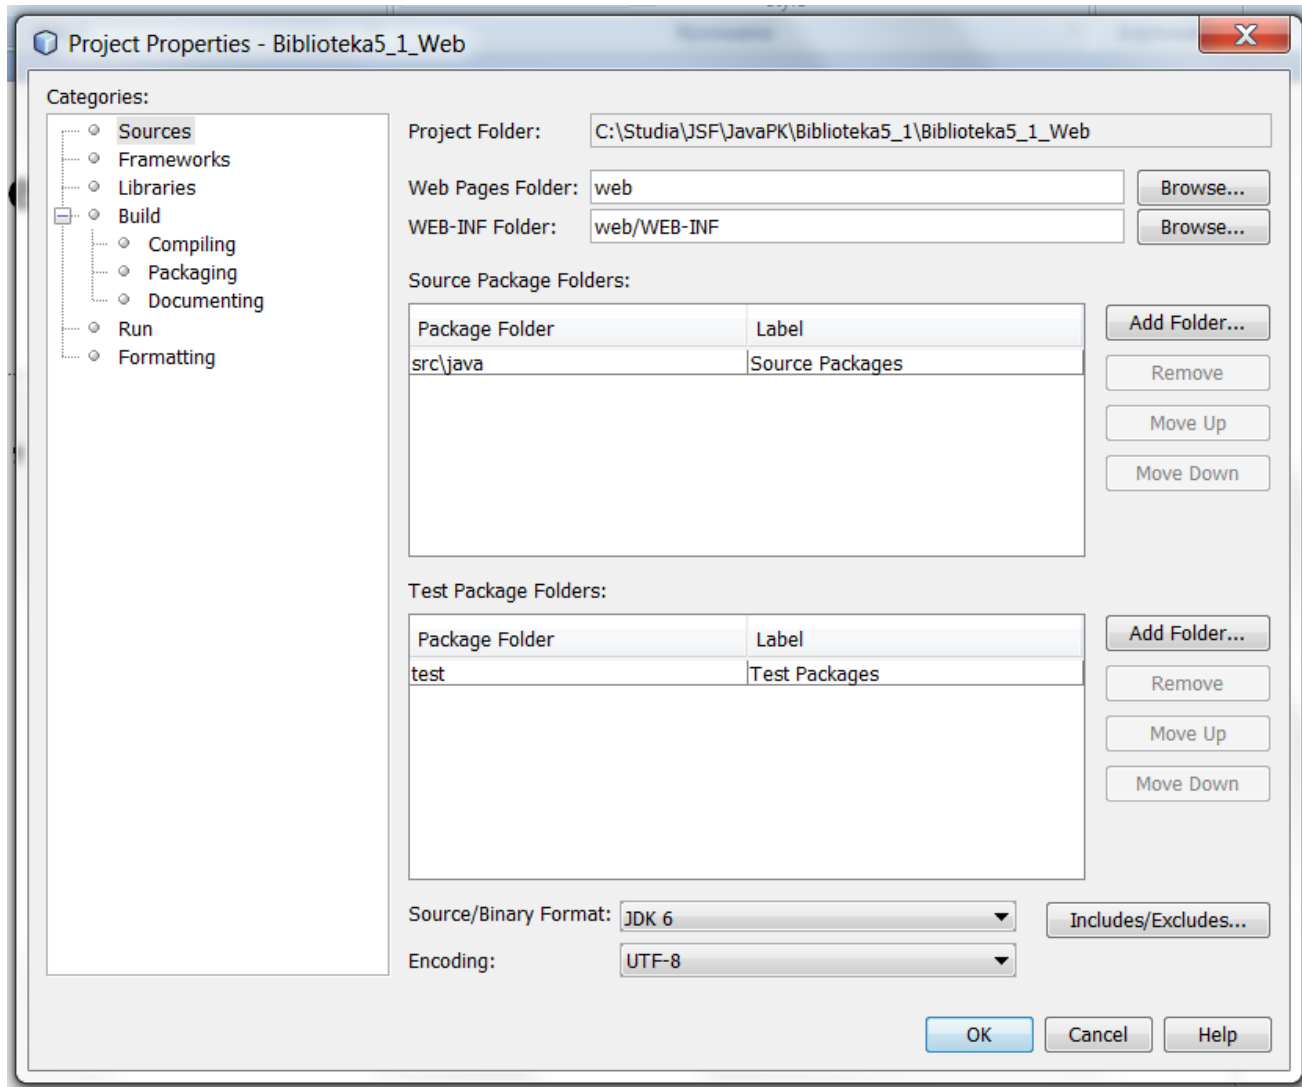 Project Properties - Biblioteka5_1_Web
Categories:
Sources
Frameworks
Libraries
Build
Compiling
Packaging
Documenting
Run
Formatting
Project Folder: C:\Studia\JSF\JavaPK\Biblioteka5_1\Biblioteka5_1_Web
Web Pages Folder: web Browse...
WEB-INF Folder: web/WEB-INF Browse...
Source Package Folders:
Package Folder Label
src\java Source Packages
Add Folder...
Remove
Move Up
Move Down
Test Package Folders:
Package Folder Label
test Test Packages
Add Folder...
Remove
Move Up
Move Down
Source/Binary Format: JDK 6 Includes/Excludes...
Encoding: UTF-8
OK Cancel Help